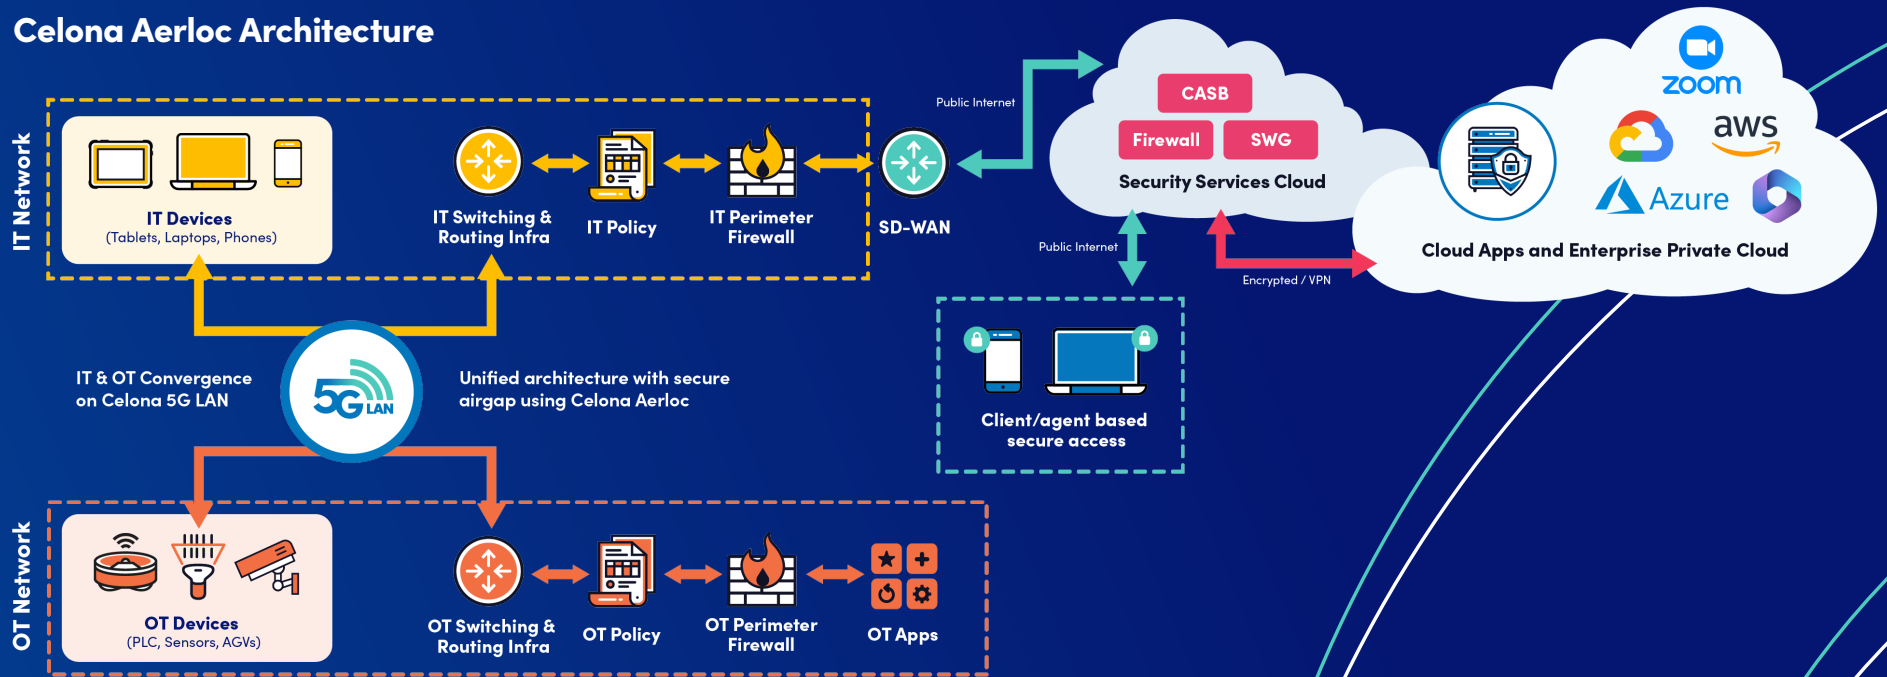 Celona Aerloc Architecture
IT Network
IT Devices
(Tablets, Laptops, Phones)
IT Switching &
Routing Infra
IT Policy
IT Perimeter
Firewall
SD-WAN
Public Internet
CASB
Firewall
SWG
Security Services Cloud
Public Internet
Encrypted / VPN
zoom
aws
Azure
Cloud Apps and Enterprise Private Cloud
IT & OT Convergence
on Celona 5G LAN
5G LAN
Unified architecture with secure
airgap using Celona Aerloc
Client/agent based
secure access
OT Network
OT Devices
(PLC, Sensors, AGVs)
OT Switching &
Routing Infra
OT Policy
OT Perimeter
Firewall
OT Apps